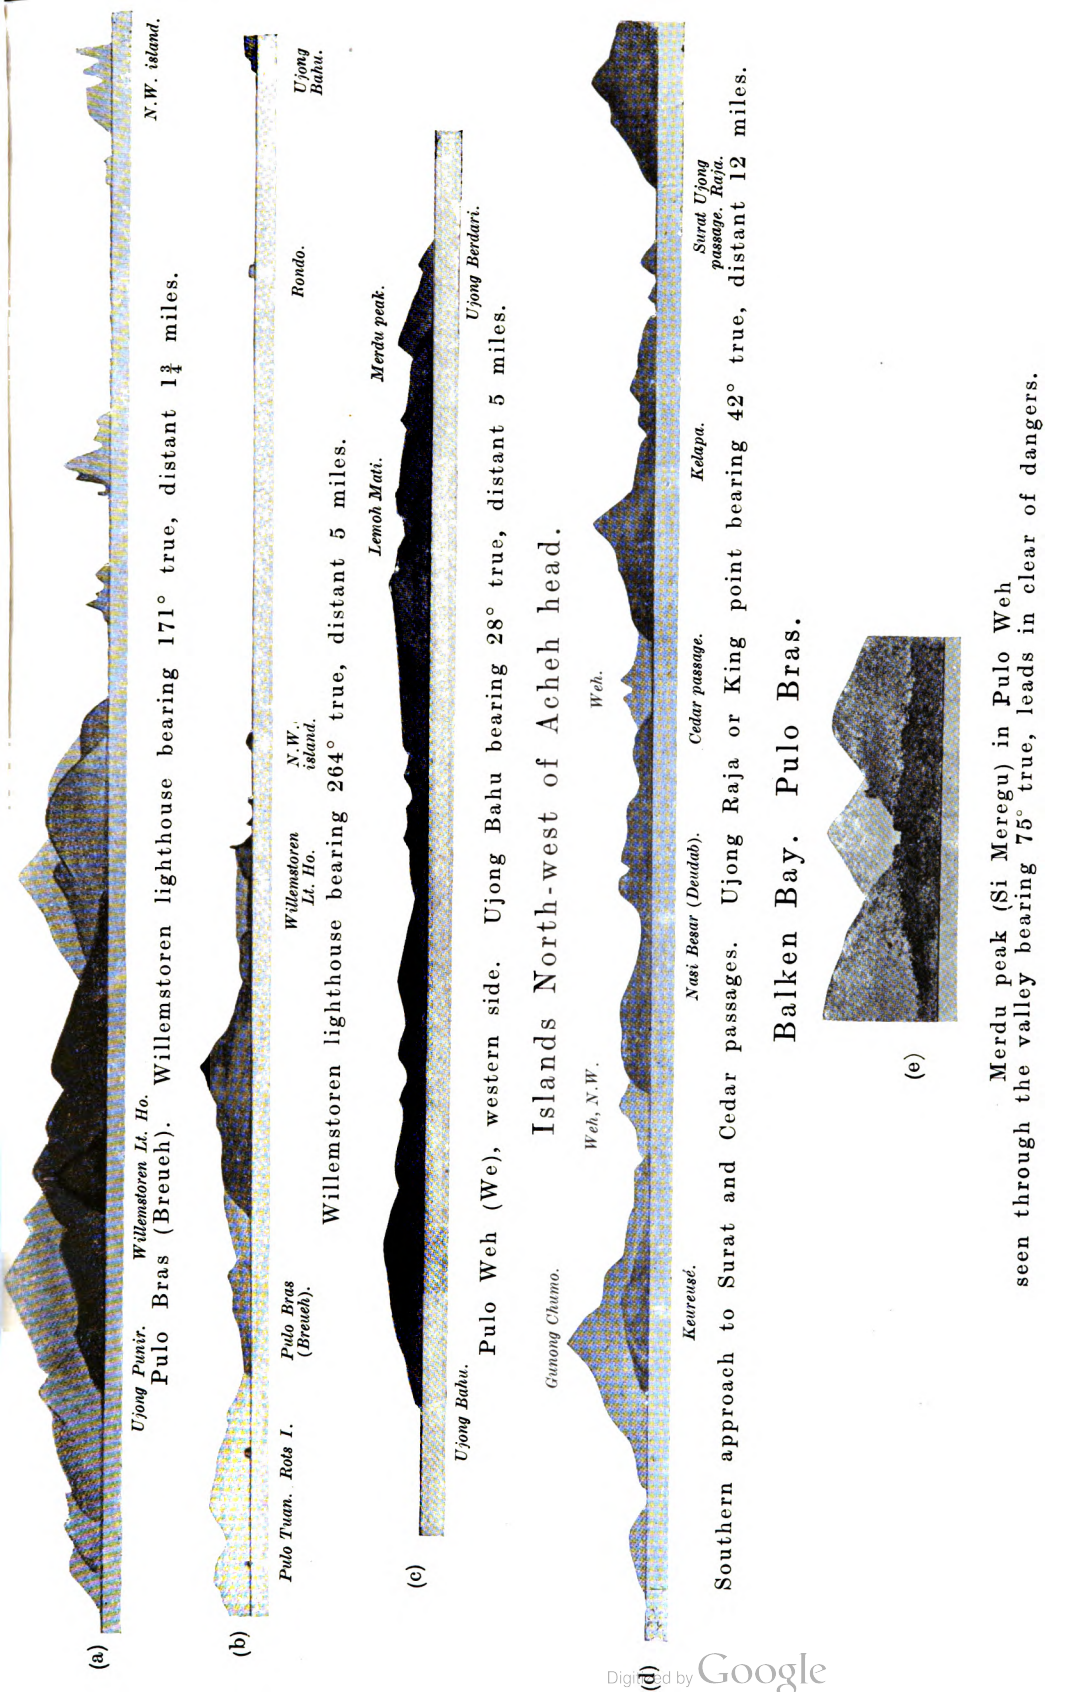 (a)
Ujong Punir. Willemstoren Lt. Ho. N.W. island.
Pulo Bras (Breueh). Willemstoren lighthouse bearing 171° true, distant 1¾ miles.
(b)
Pulo Tuan. Rots I. Pulo Bras
(Breueh). Willemstoren
Lt. Ho. N.W.
island. Rondo. Ujong
Bahu.
Willemstoren lighthouse bearing 264° true, distant 5 miles.
(c)
Lemoh Mati. Merdu peak.
Ujong Bahu. Ujong Berdari.
Pulo Weh (We), western side. Ujong Bahu bearing 28° true, distant 5 miles.
Islands North-west of Acheh head.
(d)
Gunong Chumo. Weh, N.W. Weh.
Keureusé. Nasi Besar (Deudab). Cedar passage. Kelapa. Surat Ujong
passage. Raja.
Southern approach to Surat and Cedar passages. Ujong Raja or King point bearing 42° true, distant 12 miles.
Balken Bay. Pulo Bras.
(e)
Merdu peak (Si Meregu) in Pulo Weh
seen through the valley bearing 75° true, leads in clear of dangers.
Digitized by Google